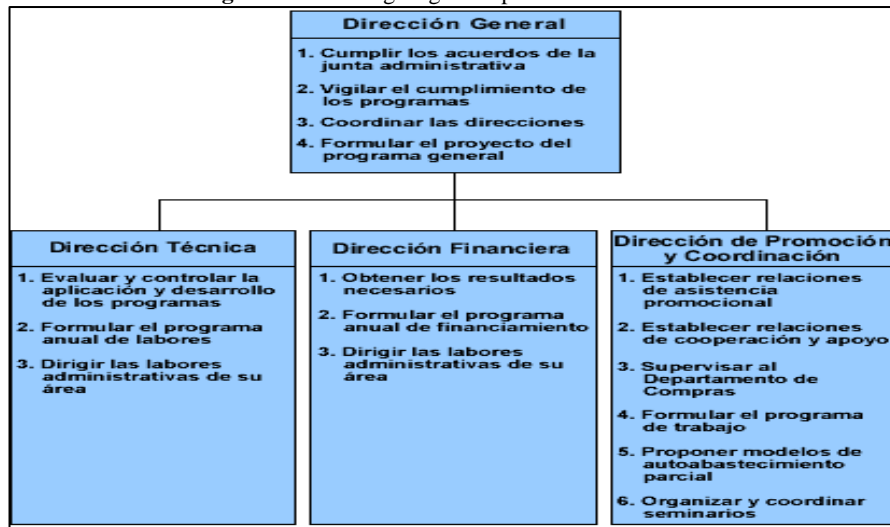 Dirección General
1. Cumplir los acuerdos de la
junta administrativa
2. Vigilar el cumplimiento de
los programas
3. Coordinar las direcciones
4. Formular el proyecto del
programa general
Dirección Técnica
1. Evaluar y controlar la
aplicación y desarrollo
de los programas
2. Formular el programa
anual de labores
3. Dirigir las labores
administrativas de su
área
Dirección Financiera
1. Obtener los resultados
necesarios
2. Formular el programa
anual de financiamiento
3. Dirigir las labores
administrativas de su área
Dirección de Promoción
y Coordinación
1. Establecer relaciones
de asistencia
promocional
2. Establecer relaciones
de cooperación y apoyo
3. Supervisar al
Departamento de
Compras
4. Formular el programa
de trabajo
5. Proponer modelos de
autoabastecimiento
parcial
6. Organizar y coordinar
seminarios